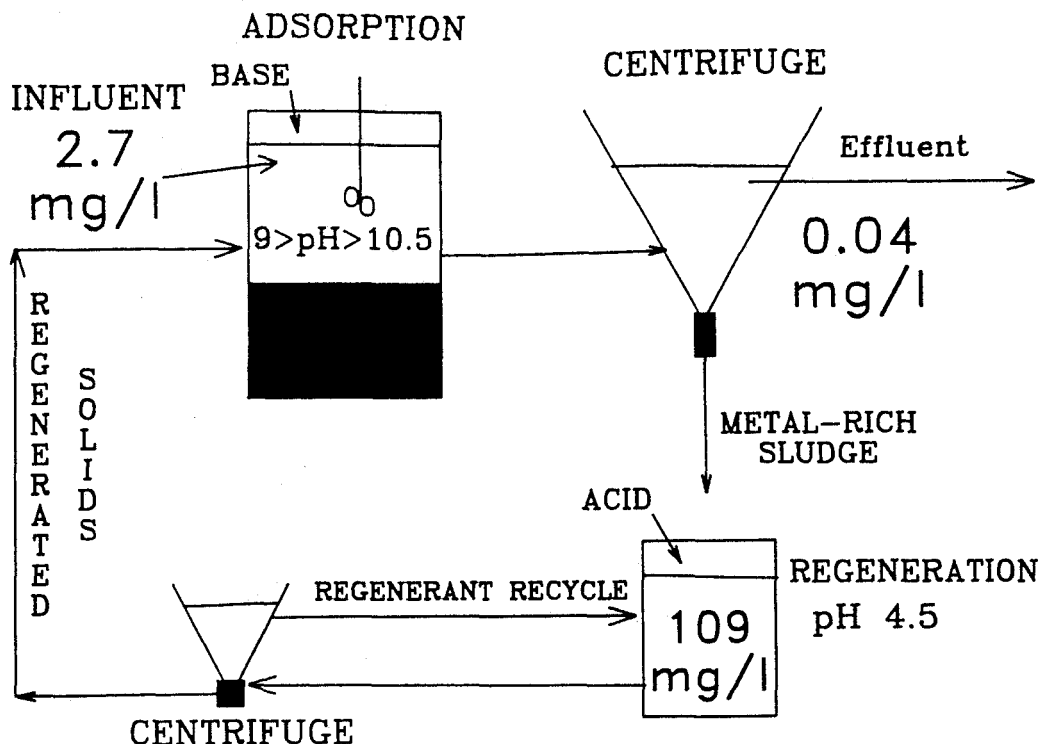 ADSORPTION
BASE
INFLUENT
2.7
mg/l
9>pH>10.5
CENTRIFUGE
Effluent
0.04
mg/l
METAL-RICH
SLUDGE
ACID
REGENERATION
pH 4.5
109
mg/l
REGENERANT RECYCLE
CENTRIFUGE
REGENERATED
SOLIDS